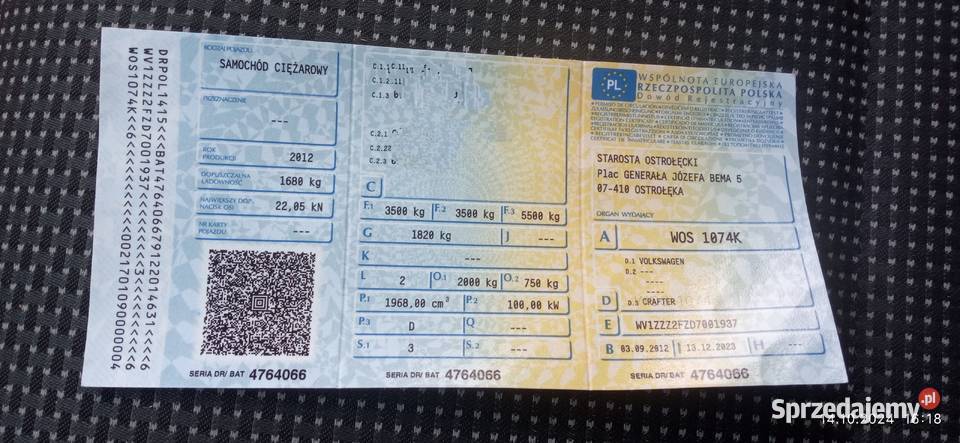 DRPOL1415<<<BAT476406679122014631<<<<6
WV1ZZZ2FZD7001937<<<<<<<<
WOS1074K<<6
RODZAJ POJAZDU
SAMOCHÓD CIĘŻAROWY
PRZEZNACZENIE
---
ROK PRODUKCJI 2012
DOPUSZCZALNA ŁADOWNOŚĆ 1680 kg
NAJWIĘKSZY DOP. NACISK OSI 22,05 kN
NR KARTY POJAZDU ---
SERIA DR/BAT 4764066
C.1.1
C.1.2
C.1.3
C.2.1
C.2.2
C.2.3
C
F.1 3500 kg F.2 3500 kg F.3 5500 kg
G 1820 kg J ---
K ---
L 2 O.1 2000 kg O.2 750 kg
P.1 1968,00 cm³ P.2 100,00 kW
P.3 D Q ---
S.1 3 S.2 ---
SERIA DR/BAT 4764066
PL
WSPÓLNOTA EUROPEJSKA
RZECZPOSPOLITA POLSKA
Dowód Rejestracyjny
STAROSTA OSTROŁĘCKI
Plac GENERAŁA JÓZEFA BEMA 5
07-410 OSTROŁĘKA
ORGAN WYDAJĄCY
A WOS 1074K
D.1 VOLKSWAGEN
D.2 ----
----
----
D D.3 CRAFTER
E WV1ZZZ2FZD7001937
B 03.09.2012 I 13.12.2023 H ---
SERIA DR/BAT 4764066
Sprzedajemy.pl
14.10.2024 16:18